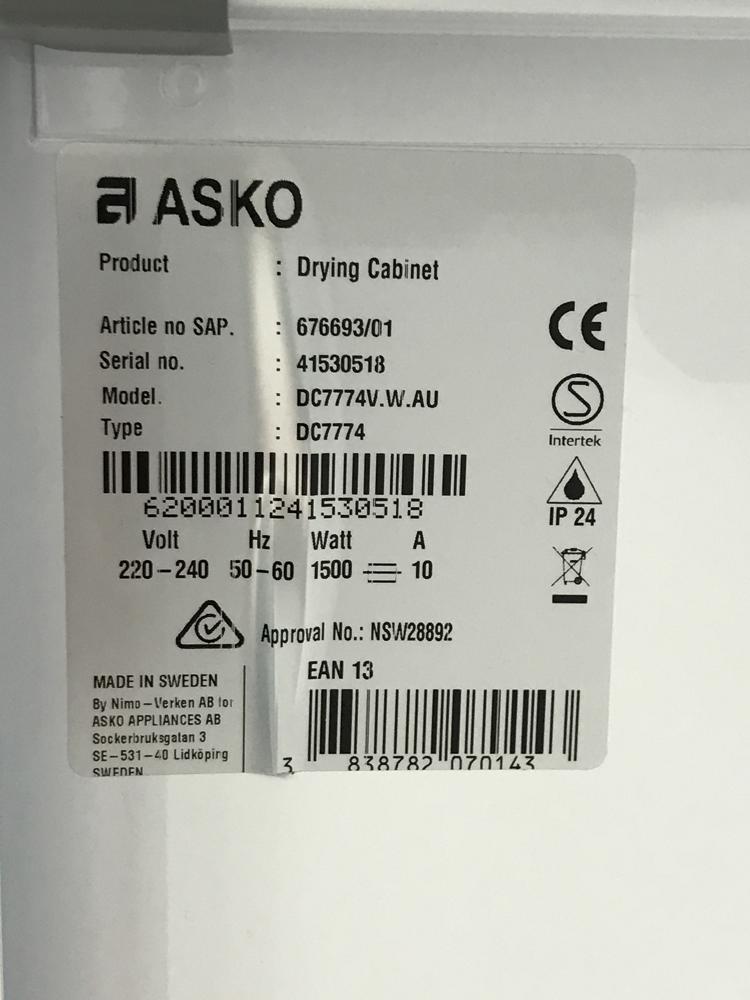 ASKO
Product : Drying Cabinet
Article no SAP. : 676693/01
Serial no. : 41530518
Model. : DC7774V.W.AU
Type : DC7774
CE
S
Intertek
IP 24
6200011241530518
Volt Hz Watt A
220-240 50-60 1500 10
Approval No.: NSW28892
MADE IN SWEDEN
By Nimo-Verken AB for
ASKO APPLIANCES AB
Sockerbruksgatan 3
SE-531-40 Lidköping
SWEDEN
EAN 13
3 838782 070143